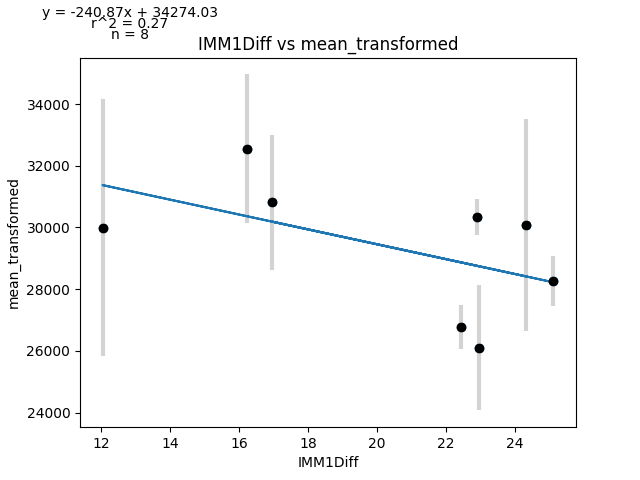 y = -240.87x + 34274.03
r^2 = 0.27
n = 8
IMM1Diff vs mean_transformed
34000
32000
30000
28000
26000
24000
mean_transformed
12 14 16 18 20 22 24
IMM1Diff